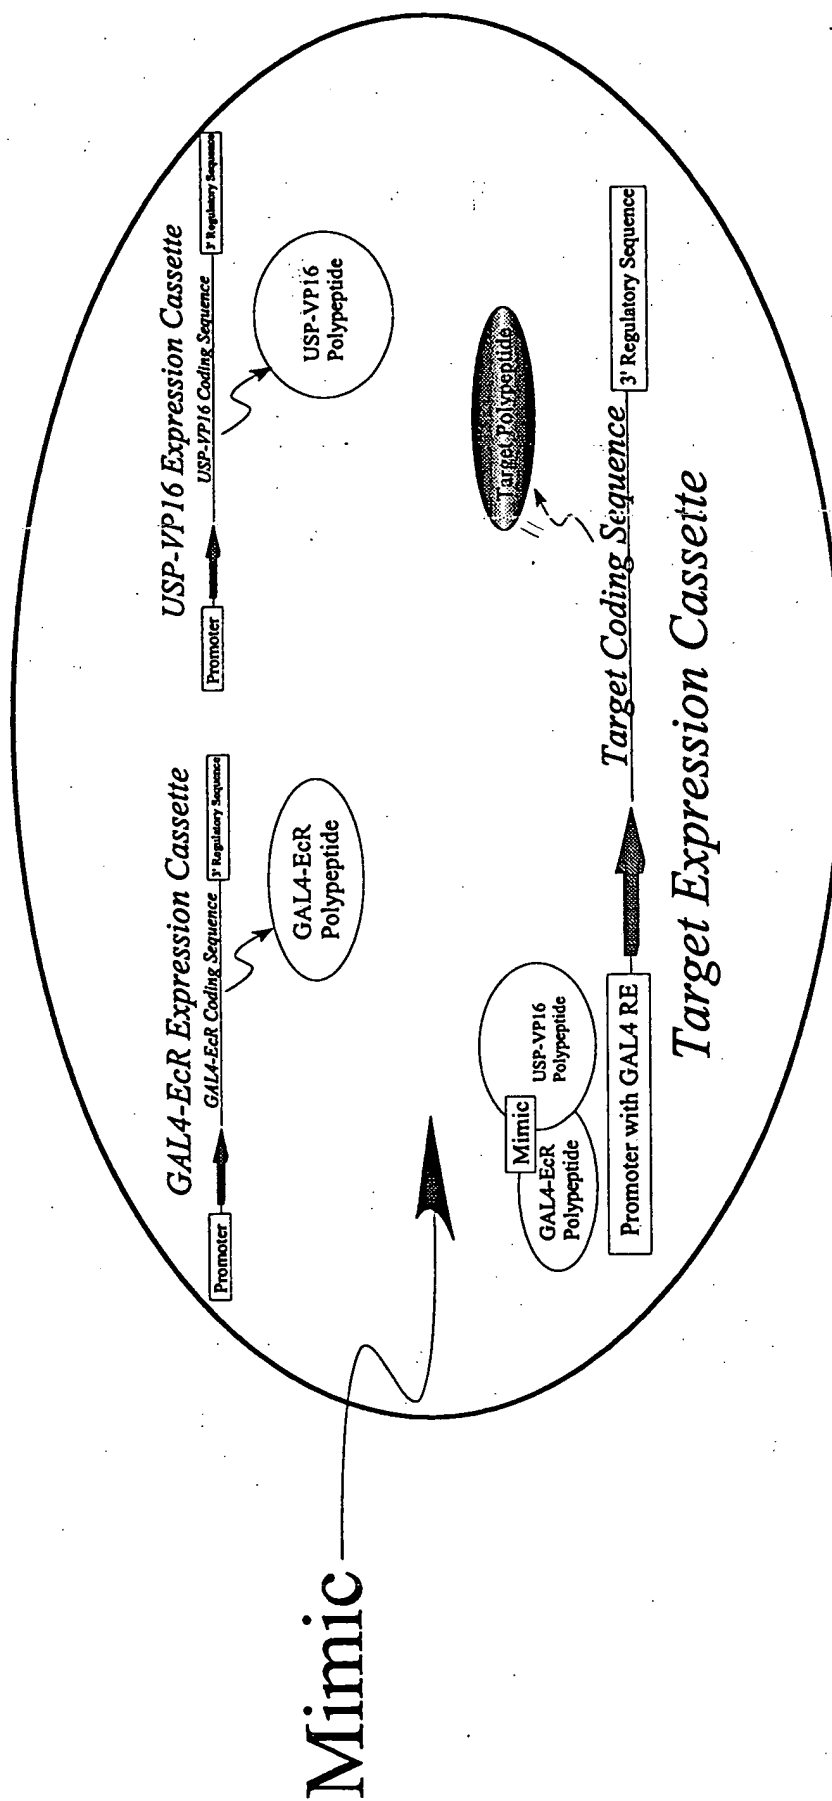 Mimic
GAL4-EcR Expression Cassette
Promoter
GAL4-EcR Coding Sequence
3' Regulatory Sequence
GAL4-EcR
Polypeptide
USP-VP16 Expression Cassette
Promoter
USP-VP16 Coding Sequence
3' Regulatory Sequence
USP-VP16
Polypeptide
Mimic
GAL4-EcR
Polypeptide
USP-VP16
Polypeptide
Promoter with GAL4 RE
Target Polypeptide
Target Coding Sequence
3' Regulatory Sequence
Target Expression Cassette